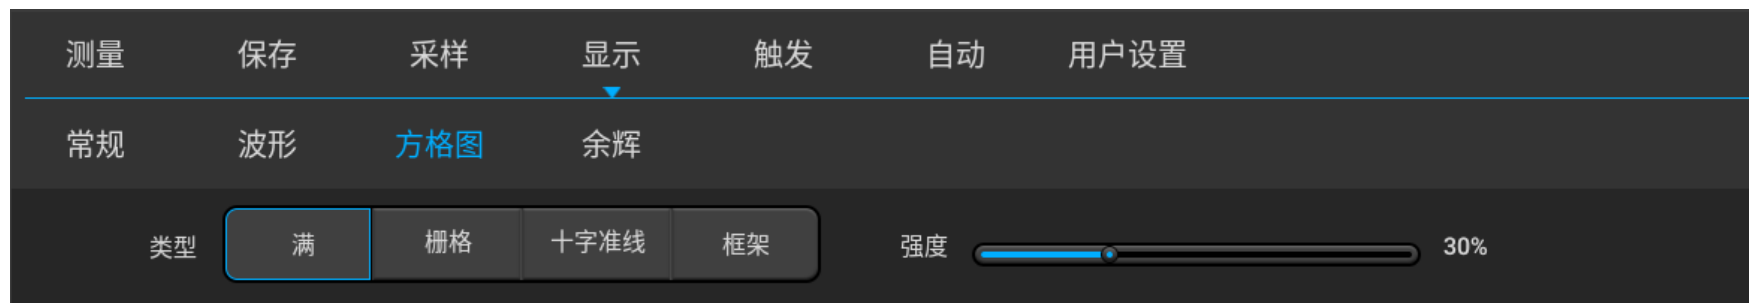 测量 保存 采样 显示 触发 自动 用户设置
常规 波形 方格图 余辉
类型 满 栅格 十字准线 框架 强度 30%